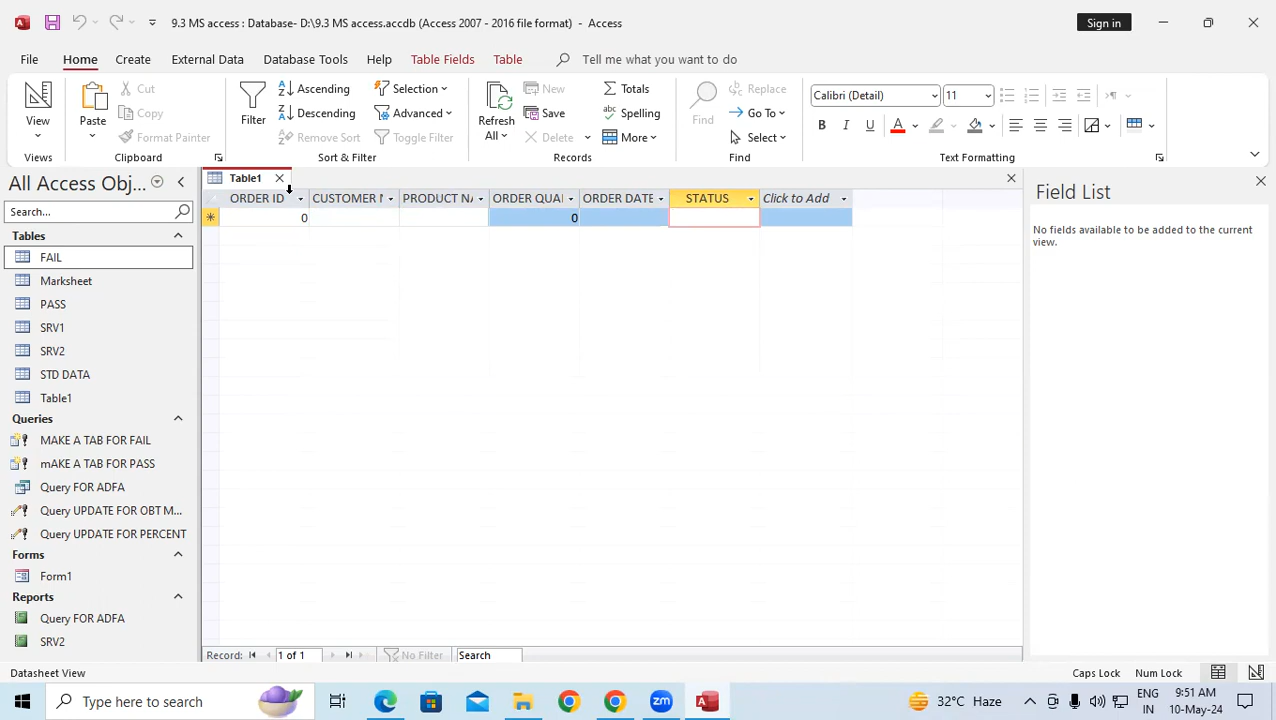 9.3 MS access : Database- D:\9.3 MS access.accdb (Access 2007 - 2016 file format) - Access
Sign in
File Home Create External Data Database Tools Help Table Fields Table Tell me what you want to do
View
Views
Paste
Cut
Copy
Format Painter
Clipboard
Filter
Ascending
Descending
Remove Sort
Selection
Advanced
Toggle Filter
Sort & Filter
Refresh
All
New
Save
Delete
Totals
Spelling
More
Records
Find
Replace
Go To
Select
Find
Calibri (Detail) 11
B I U A
Text Formatting
All Access Obj...
Search...
Tables
FAIL
Marksheet
PASS
SRV1
SRV2
STD DATA
Table1
Queries
MAKE A TAB FOR FAIL
mAKE A TAB FOR PASS
Query FOR ADFA
Query UPDATE FOR OBT M...
Query UPDATE FOR PERCENT
Forms
Form1
Reports
Query FOR ADFA
SRV2
Table1
ORDER ID CUSTOMER N PRODUCT NA ORDER QUAI ORDER DATE STATUS Click to Add
0 0
Record: 1 of 1 No Filter Search
Field List
No fields available to be added to the current
view.
Datasheet View
Caps Lock Num Lock
Type here to search
32°C Haze
ENG
IN
9:51 AM
10-May-24